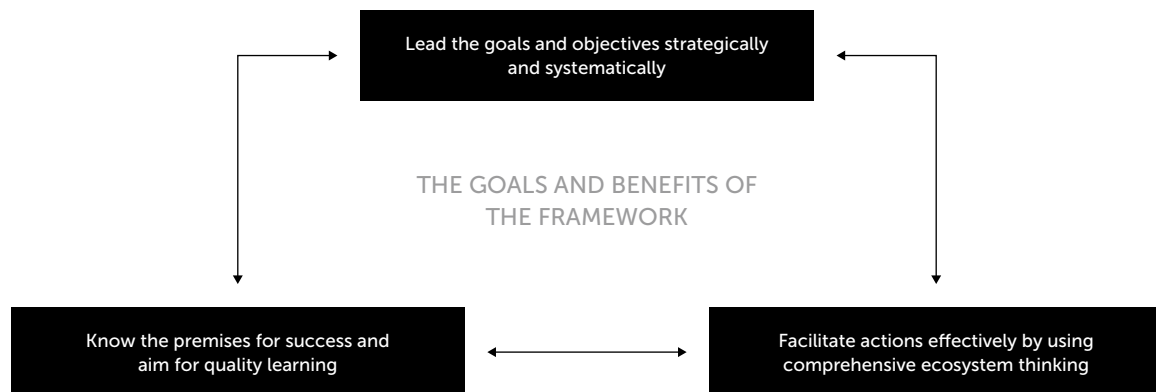 Lead the goals and objectives strategically
and systematically
THE GOALS AND BENEFITS OF
THE FRAMEWORK
Know the premises for success and
aim for quality learning
Facilitate actions effectively by using
comprehensive ecosystem thinking